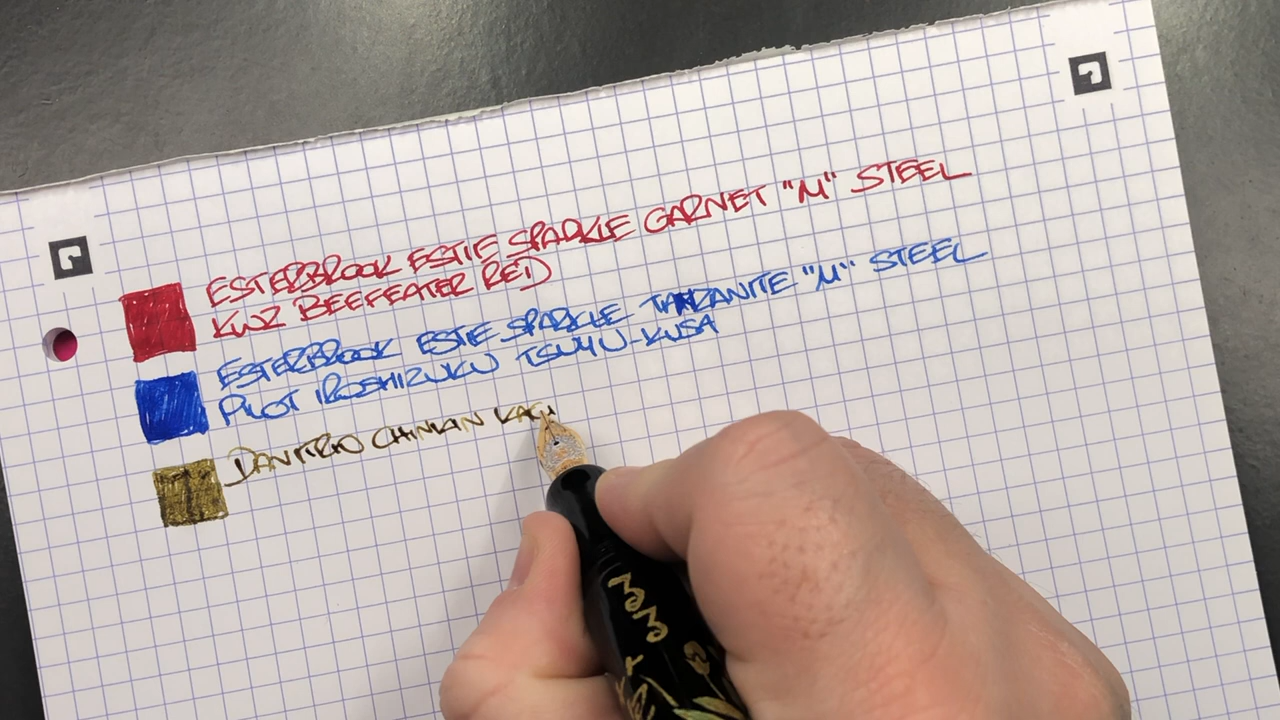 ESTERBROOK ESTIE SPARKLE GARNET "M" STEEL
KWZ BEEFEATER RED
ESTERBROOK ESTIE SPARKLE TANZANITE "M" STEEL
PILOT IROSHIZUKU TSUYU-KUSA
DANITRIO CHINKIN